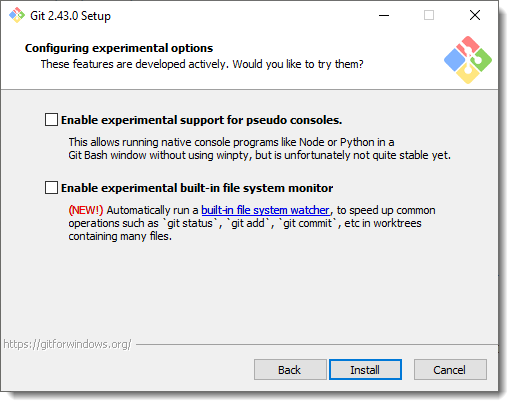 Git 2.43.0 Setup
Configuring experimental options
These features are developed actively. Would you like to try them?
Enable experimental support for pseudo consoles.
This allows running native console programs like Node or Python in a
Git Bash window without using winpty, but is unfortunately not quite stable yet.
Enable experimental built-in file system monitor
(NEW!) Automatically run a built-in file system watcher, to speed up common
operations such as `git status`, `git add`, `git commit`, etc in worktrees
containing many files.
https://gitforwindows.org/
Back Install Cancel